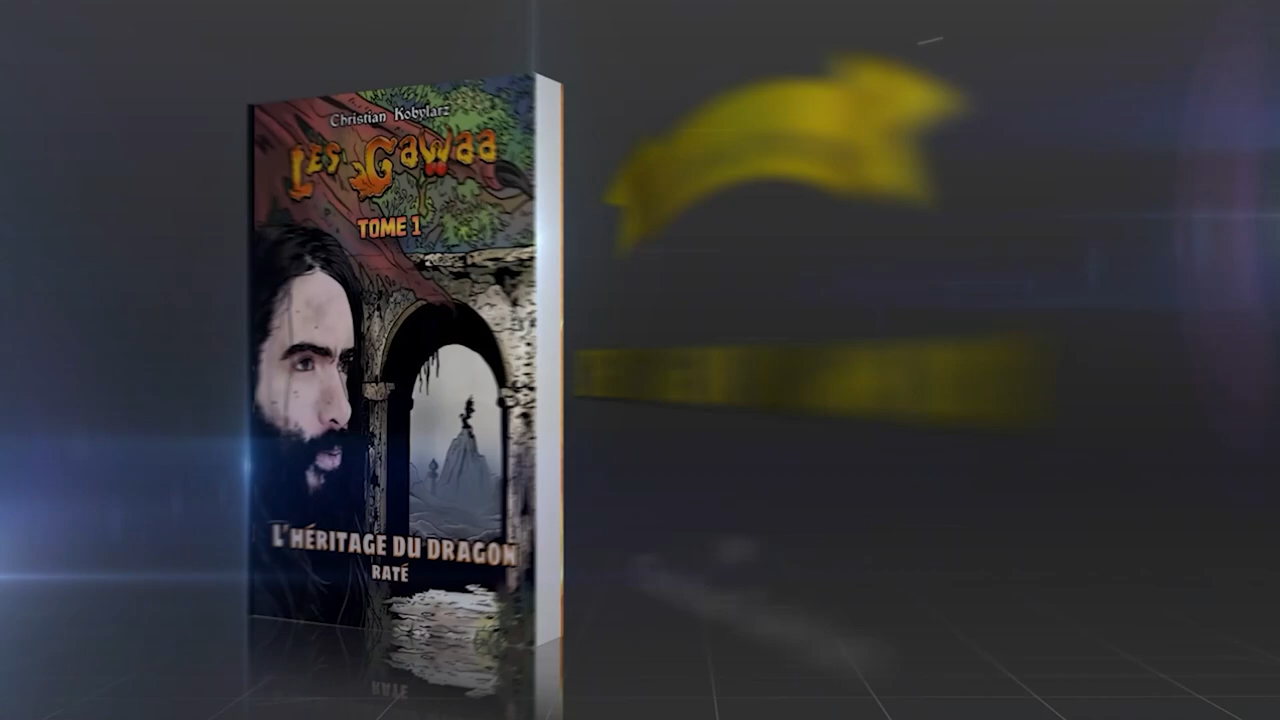 Christian Kobylarz
Les Gawaa
TOME 1
L'HÉRITAGE DU DRAGON
RATÉ